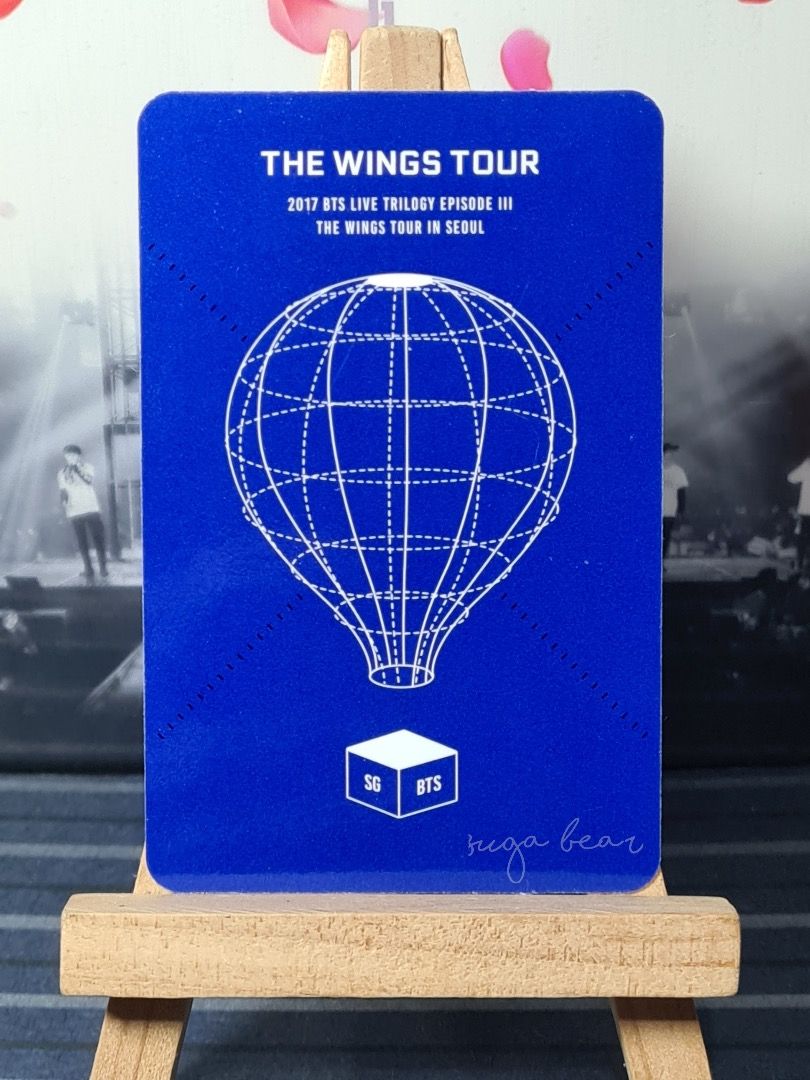 THE WINGS TOUR
2017 BTS LIVE TRILOGY EPISODE III
THE WINGS TOUR IN SEOUL
SG BTS
suga bear